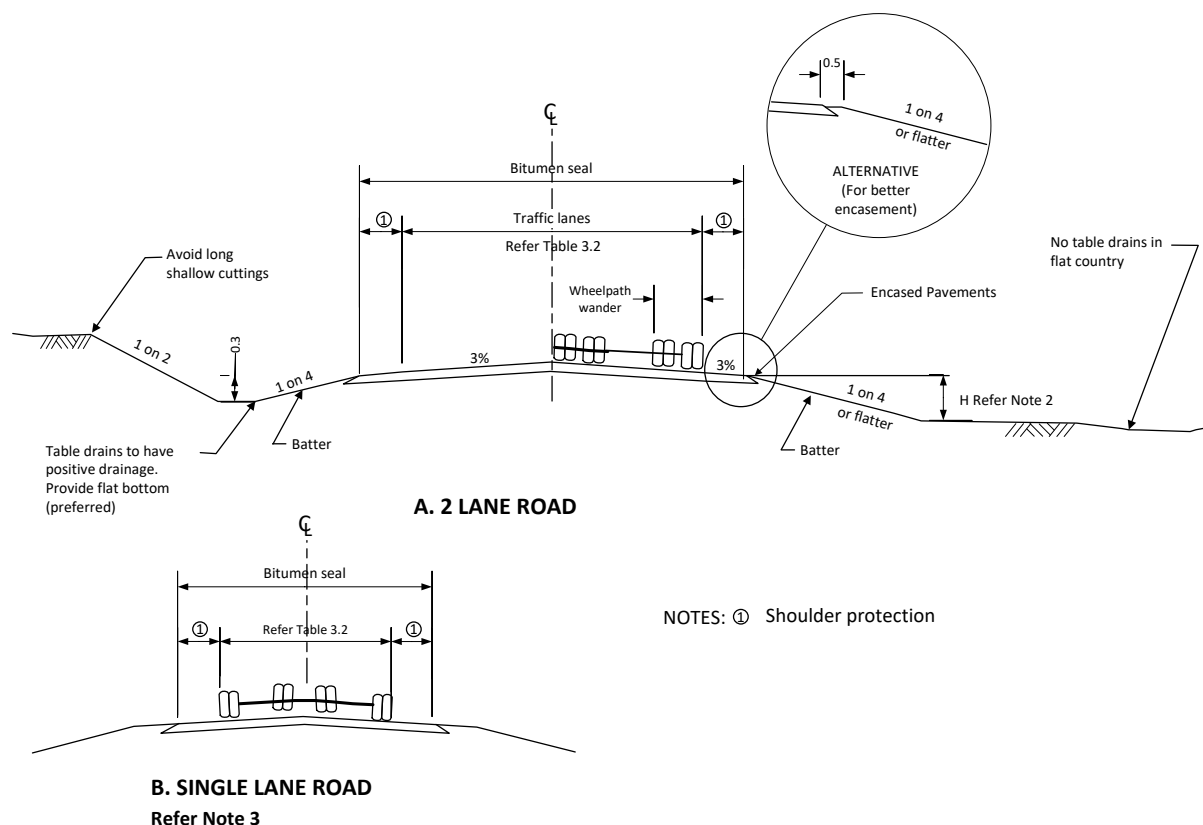 0.5
1 on 4
or flatter
ALTERNATIVE
(For better
encasement)
℄
Bitumen seal
①
Traffic lanes
①
Refer Table 3.2
No table drains in
flat country
Avoid long
shallow cuttings
Wheelpath
wander
Encased Pavements
1 on 2
0.3
3%
3%
1 on 4
1 on 4
or flatter
H Refer Note 2
Batter
Batter
Table drains to have
positive drainage.
Provide flat bottom
(preferred)
A. 2 LANE ROAD
℄
Bitumen seal
①
Refer Table 3.2
①
NOTES: ① Shoulder protection
B. SINGLE LANE ROAD
Refer Note 3